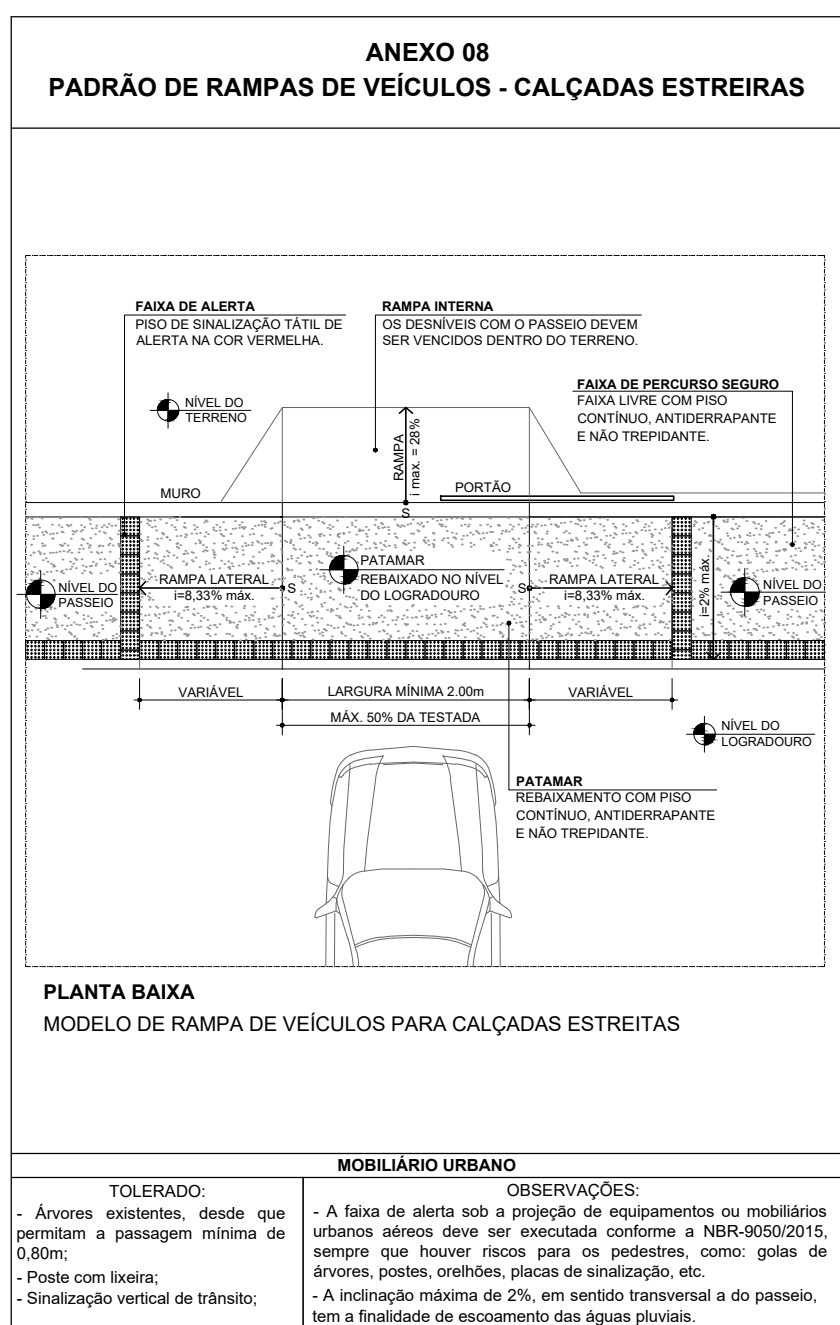 ANEXO 08
PADRÃO DE RAMPAS DE VEÍCULOS - CALÇADAS ESTREIRAS
FAIXA DE ALERTA
PISO DE SINALIZAÇÃO TÁTIL DE
ALERTA NA COR VERMELHA.
RAMPA INTERNA
OS DESNÍVEIS COM O PASSEIO DEVEM
SER VENCIDOS DENTRO DO TERRENO.
FAIXA DE PERCURSO SEGURO
FAIXA LIVRE COM PISO
CONTÍNUO, ANTIDERRAPANTE
E NÃO TREPIDANTE.
NÍVEL DO
TERRENO
RAMPA
i max. = 28%
MURO
PORTÃO
S
NÍVEL DO
PASSEIO
RAMPA LATERAL
i=8,33% máx.
S
PATAMAR
REBAIXADO NO NÍVEL
DO LOGRADOURO
S
RAMPA LATERAL
i=8,33% máx.
i=2% máx.
NÍVEL DO
PASSEIO
VARIÁVEL
LARGURA MÍNIMA 2.00m
VARIÁVEL
MÁX. 50% DA TESTADA
NÍVEL DO
LOGRADOURO
PATAMAR
REBAIXAMENTO COM PISO
CONTÍNUO, ANTIDERRAPANTE
E NÃO TREPIDANTE.
PLANTA BAIXA
MODELO DE RAMPA DE VEÍCULOS PARA CALÇADAS ESTREITAS
MOBILIÁRIO URBANO
TOLERADO:
- Árvores existentes, desde que
permitam a passagem mínima de
0,80m;
- Poste com lixeira;
- Sinalização vertical de trânsito;
OBSERVAÇÕES:
- A faixa de alerta sob a projeção de equipamentos ou mobiliários
urbanos aéreos deve ser executada conforme a NBR-9050/2015,
sempre que houver riscos para os pedestres, como: golas de
árvores, postes, orelhões, placas de sinalização, etc.
- A inclinação máxima de 2%, em sentido transversal a do passeio,
tem a finalidade de escoamento das águas pluviais.